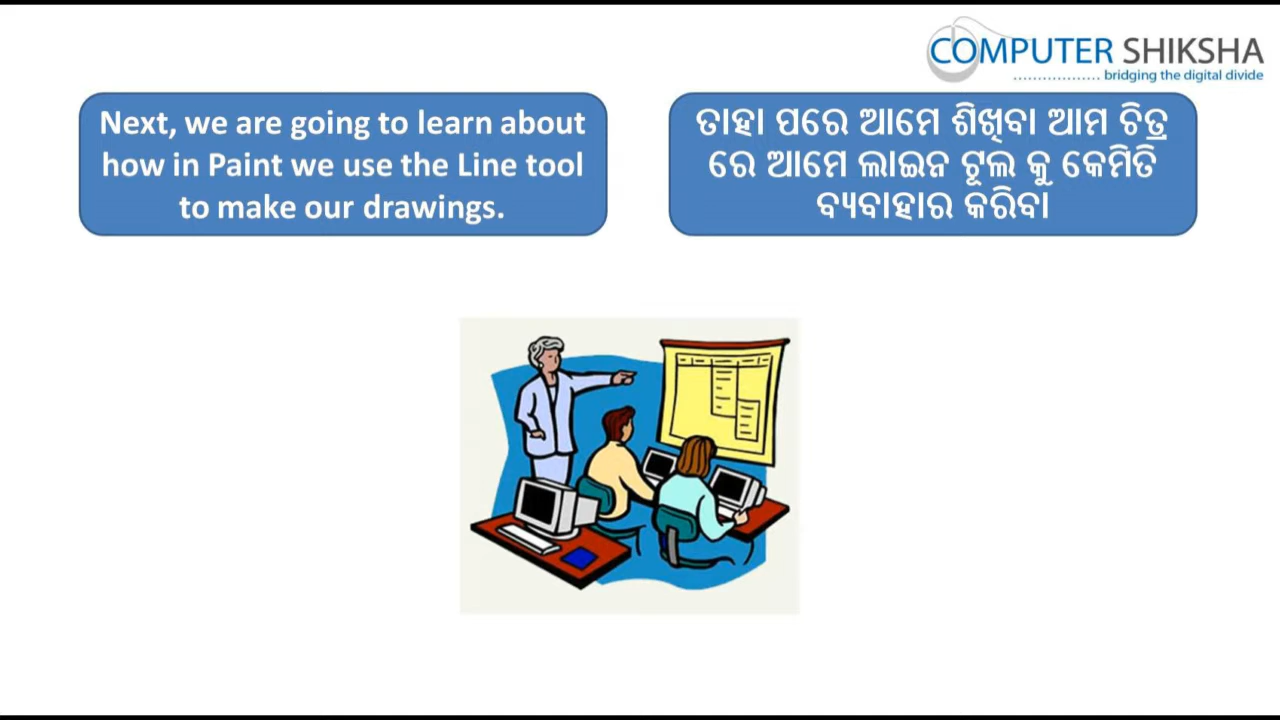 COMPUTER SHIKSHA
bridging the digital divide
Next, we are going to learn about
how in Paint we use the Line tool
to make our drawings.
ତାହା ପରେ ଆମେ ଶିଖିବା ଆମ ଚିତ୍ର
ରେ ଆମେ ଲାଇନ ଟୂଲ କୁ କେମିତି
ବ୍ୟବାହାର କରିବା